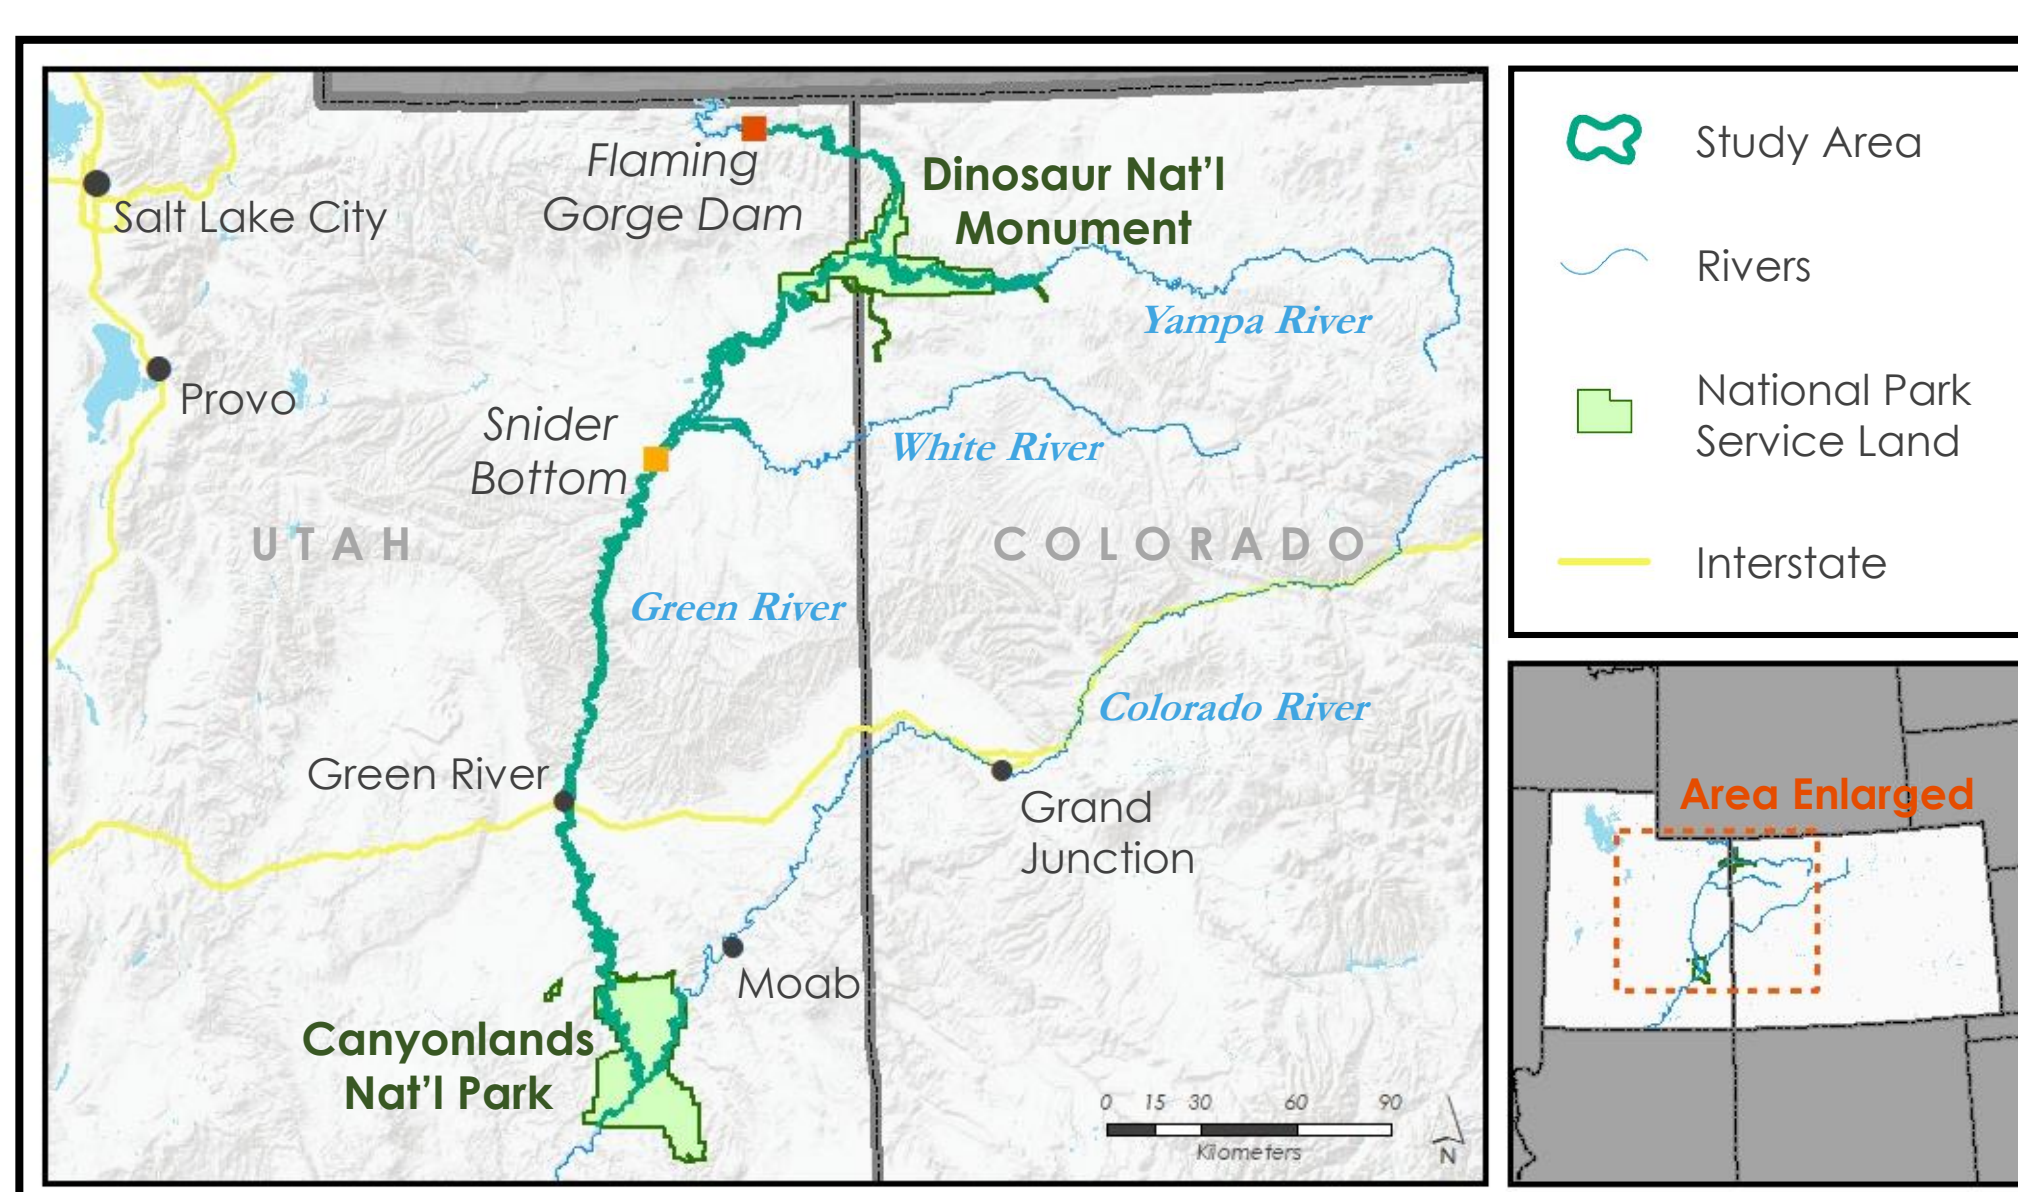 Flaming
Gorge Dam
Dinosaur Nat’l
Monument
Salt Lake City
Yampa River
Provo
Snider
Bottom
White River
UTAH
COLORADO
Green River
Colorado River
Green River
Grand
Junction
Moab
Canyonlands
Nat’l Park
0 15 30 60 90
Kilometers
N
Study Area
Rivers
National Park
Service Land
Interstate
Area Enlarged